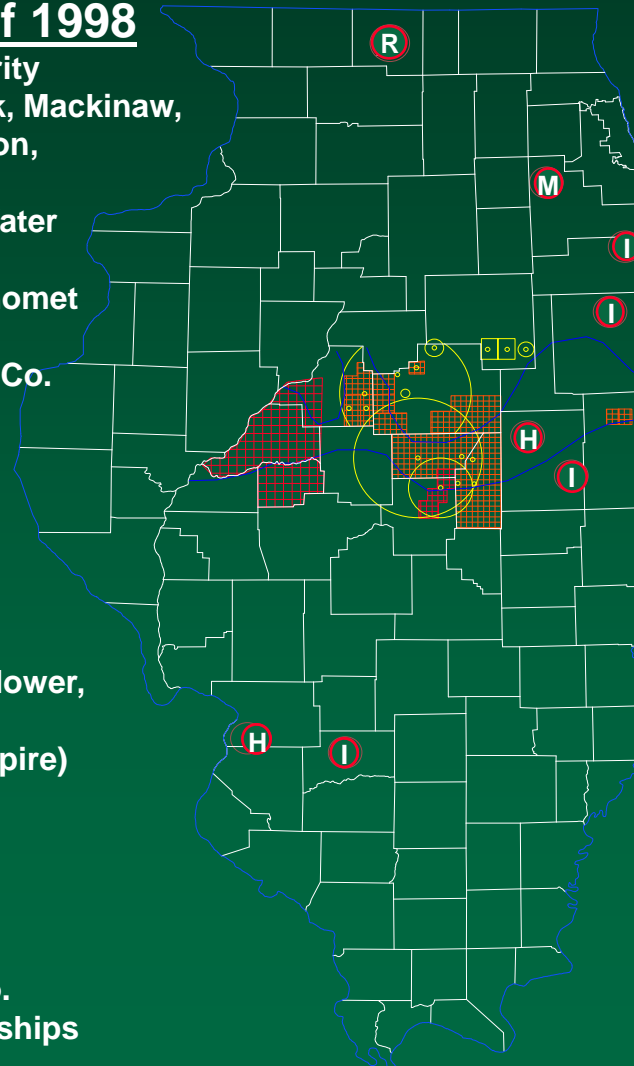 f 1998
rity
k, Mackinaw,
on,
ater
omet
Co.
lower,
pire)
o.
ships
R
M
I
I
H
I
H
I